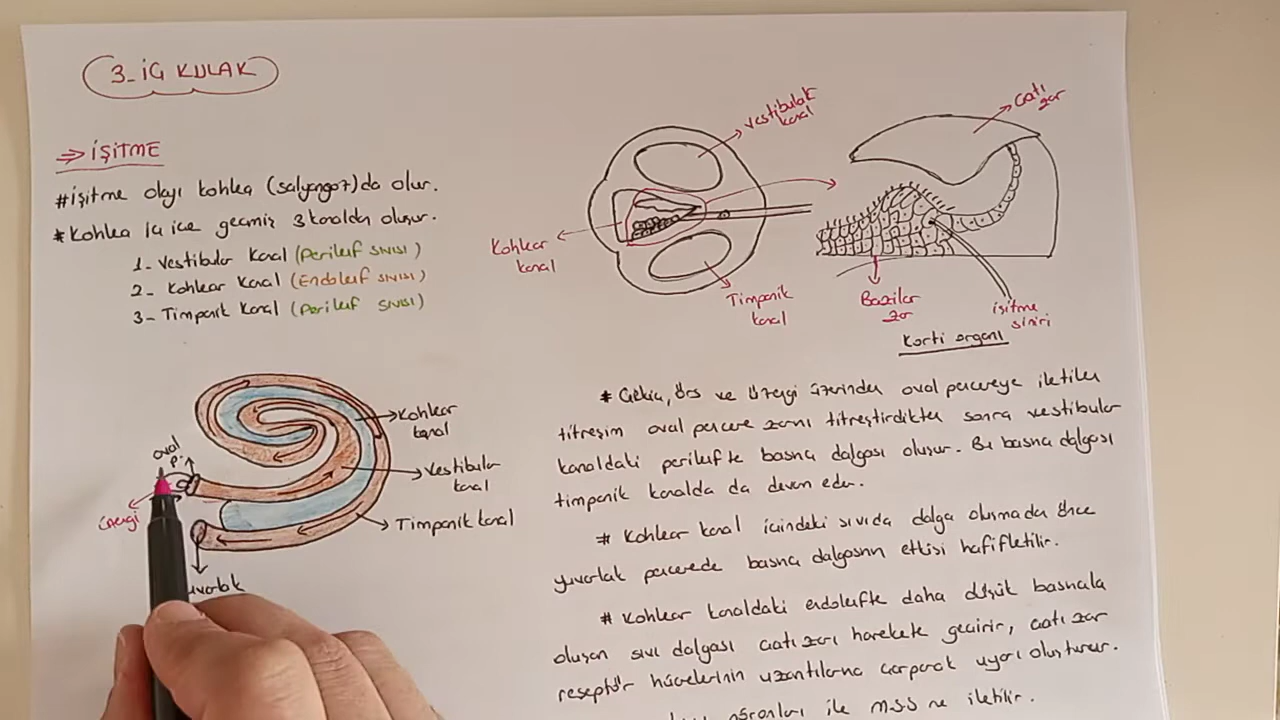 3- İÇ KULAK
⇒ İŞİTME
# İşitme olayı kohlea (salyangoz)da olur.
* Kohlea iç içe geçmiş 3 kanaldan oluşur.
1- Vestibular Kanal (Perilenf sıvısı)
2- Kohlear Kanal (Endolenf sıvısı)
3- Timpanik Kanal (Perilenf sıvısı)
Vestibular kanal
Kohlear kanal
Timpanik kanal
Çatı zar
Bazilar zar
işitme siniri
Korti organı
oval
p.
üzengi
Kohlear kanal
Vestibular kanal
Timpanik kanal
* Çekiç, Örs ve Üzengi üzerinden oval pencereye iletilen
titreşim oval pencere zarını titreştirdikten sonra vestibular
kanaldaki perilenfte basınç dalgası oluşur. Bu basınç dalgası
timpanik kanalda da devam eder.
* Kohlear kanal içindeki sıvıda dalga oluşmadan önce
yuvarlak pencerede basınç dalgasının etkisi hafifletilir.
* Kohlear kanaldaki endolenfte daha düşük basınçla
oluşan sıvı dalgası çatı zarı harekete geçirir, çatı zar
reseptör hücrelerinin uzantılarına çarparak uyarı oluşturur.
nöronları ile MSS ne iletilir.